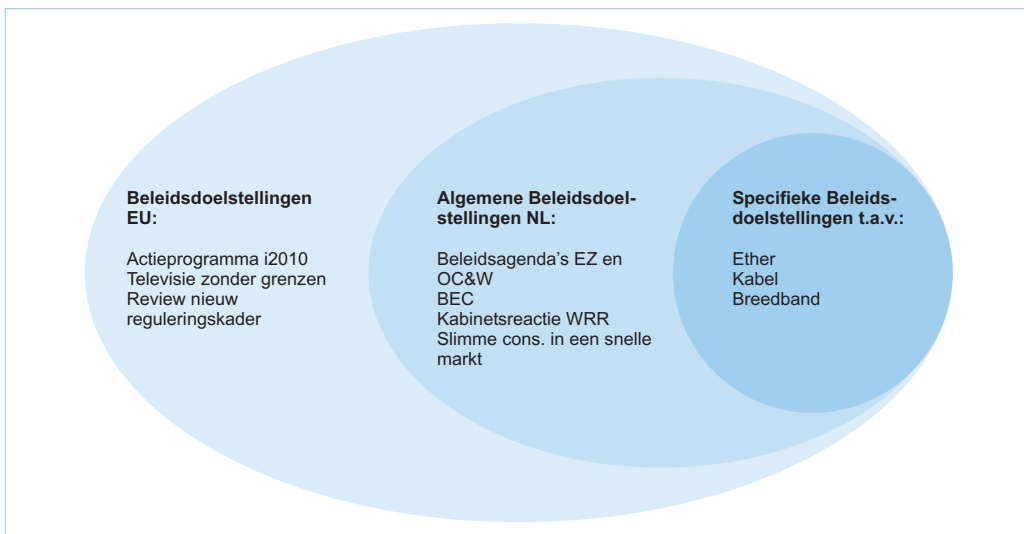 Beleidsdoelstellingen
EU:
Actieprogramma i2010
Televisie zonder grenzen
Review nieuw
reguleringskader
Algemene Beleidsdoel-
stellingen NL:
Beleidsagenda's EZ en
OC&W
BEC
Kabinetsreactie WRR
Slimme cons. in een snelle
markt
Specifieke Beleids-
doelstellingen t.a.v.:
Ether
Kabel
Breedband